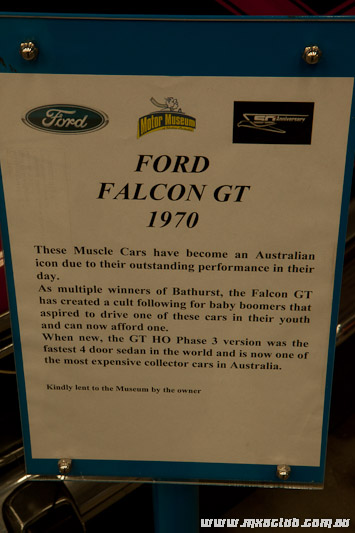 Ford
Motor Museum
50 Anniversary
FORD
FALCON GT
1970
These Muscle Cars have become an Australian
icon due to their outstanding performance in their
day.
As multiple winners of Bathurst, the Falcon GT
has created a cult following for baby boomers that
aspired to drive one of these cars in their youth
and can now afford one.
When new, the GT HO Phase 3 version was the
fastest 4 door sedan in the world and is now one of
the most expensive collector cars in Australia.
Kindly lent to the Museum by the owner
www.mx5club.com.au